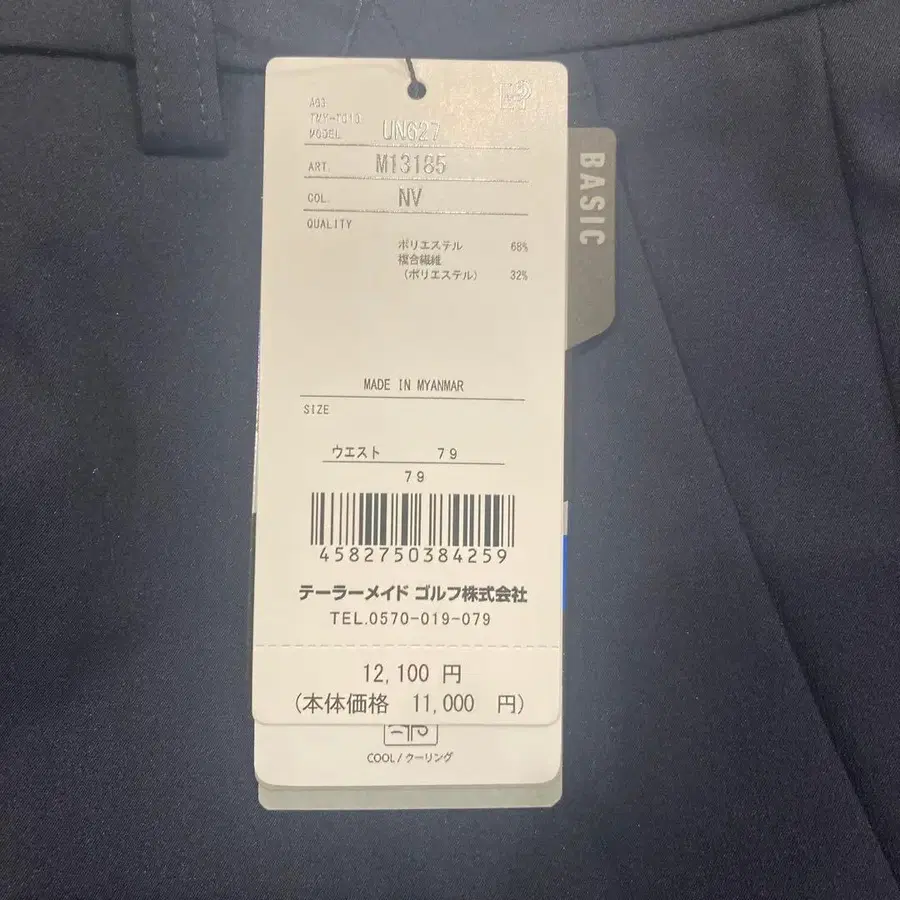 A03
MODEL UN627
ART. M13185
COL. NV
QUALITY
ポリエステル 68%
複合繊維
(ポリエステル) 32%
MADE IN MYANMAR
SIZE
ウエスト 79
79
4582750384259
テーラーメイド ゴルフ株式会社
TEL.0570-019-079
12,100 円
(本体価格 11,000 円)
COOL/クーリング
BASIC